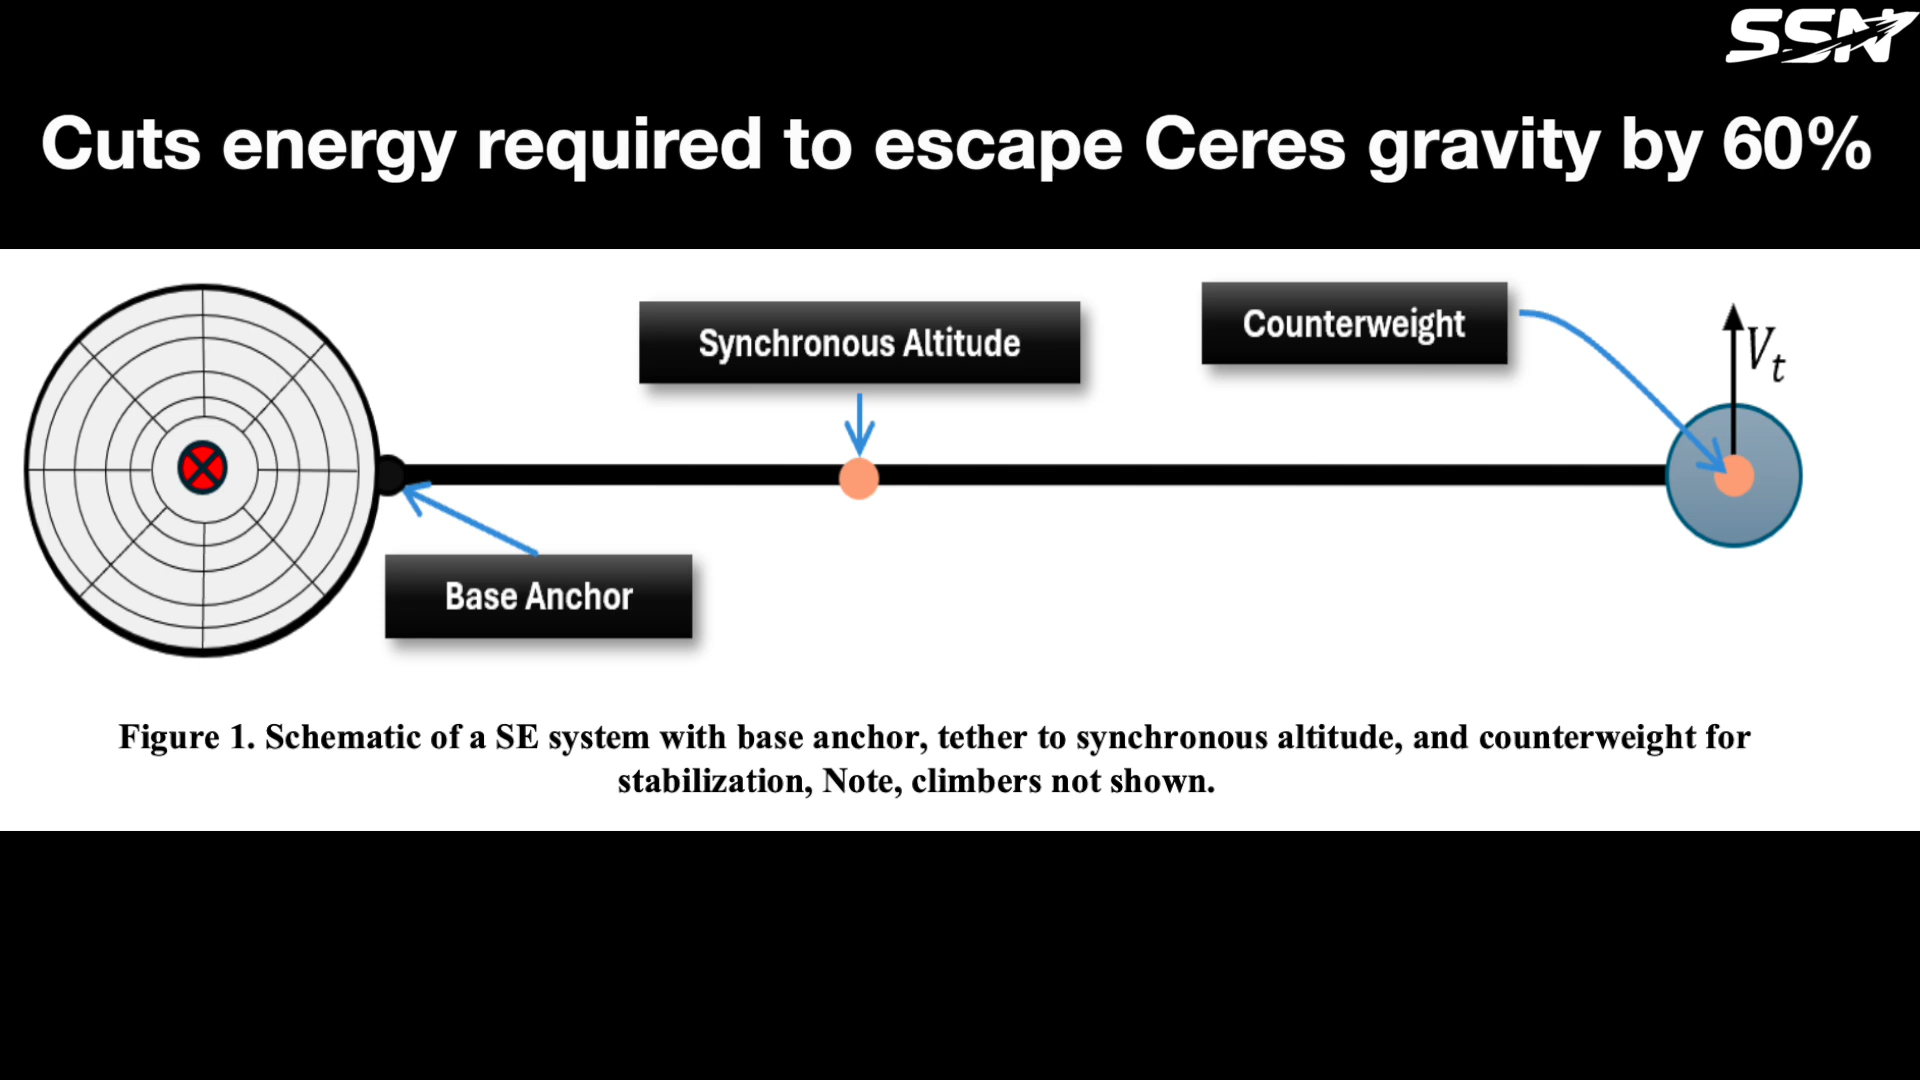 SSN
Cuts energy required to escape Ceres gravity by 60%
Synchronous Altitude
Counterweight
Vt
Base Anchor
Figure 1. Schematic of a SE system with base anchor, tether to synchronous altitude, and counterweight for
stabilization, Note, climbers not shown.